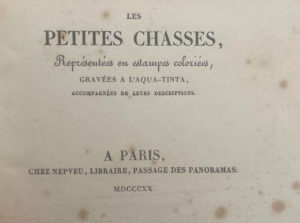 LES
PETITES CHASSES,
Représentées en estampes coloriées,
GRAVÉES A L'AQUA-TINTA,
ACCOMPAGNÉES DE LEURS DESCRIPTIONS.
A PARIS,
CHEZ NEPVEU, LIBRAIRE, PASSAGE DES PANORAMAS.
MDCCCXX.